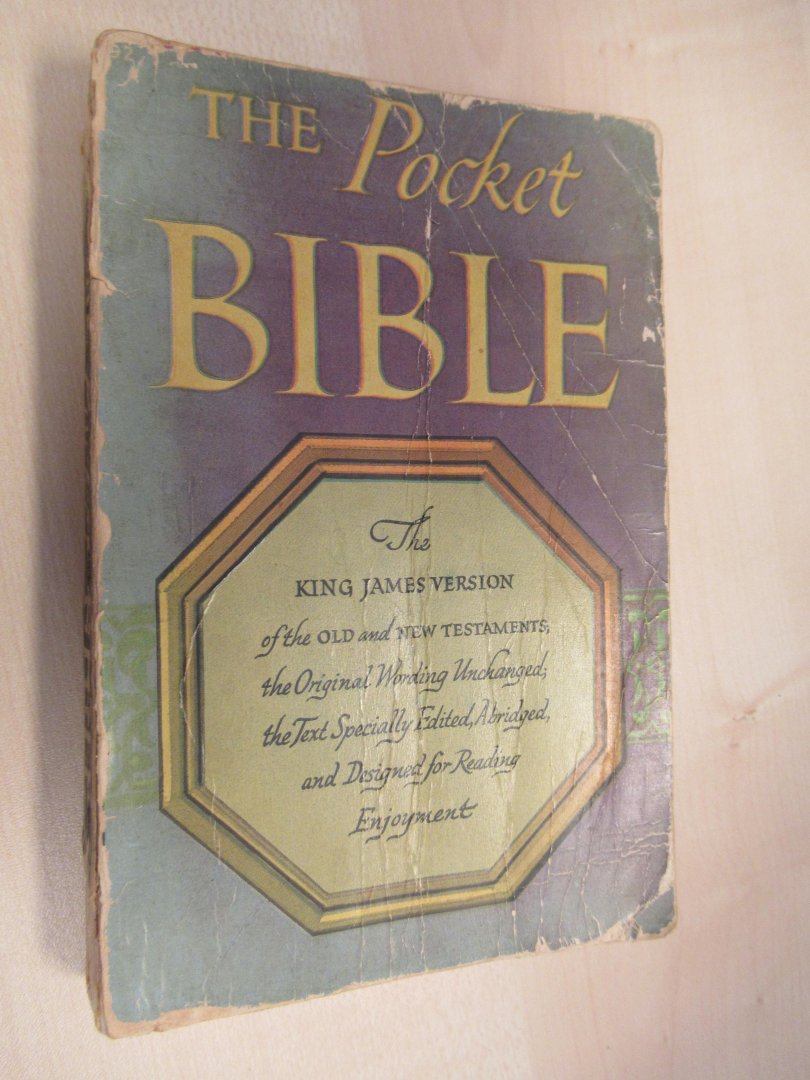 92
THE Pocket
BIBLE
The
KING JAMES VERSION
of the OLD and NEW TESTAMENTS;
the Original Wording Unchanged;
the Text Specially Edited, Abridged,
and Designed for Reading
Enjoyment